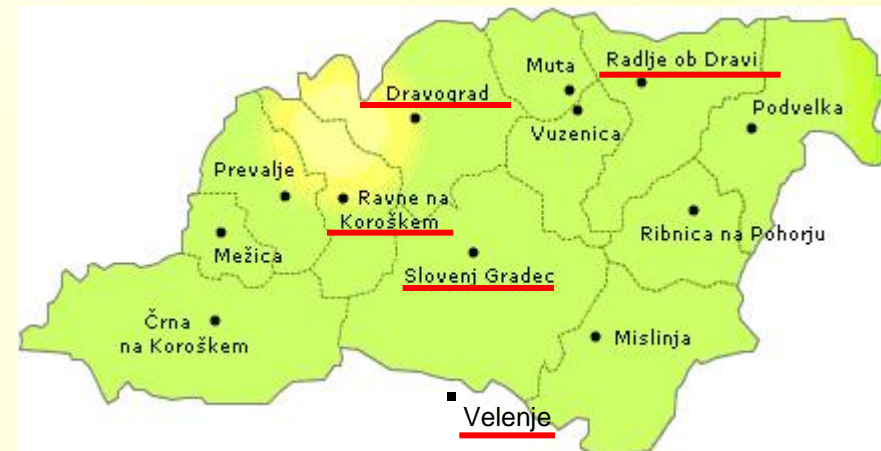 Muta
Radlje ob Dravi
Dravograd
Podvelka
Vuzenica
Prevalje
Ravne na
Koroškem
Ribnica na Pohorju
Mežica
Slovenj Gradec
Črna
na Koroškem
Mislinja
Velenje